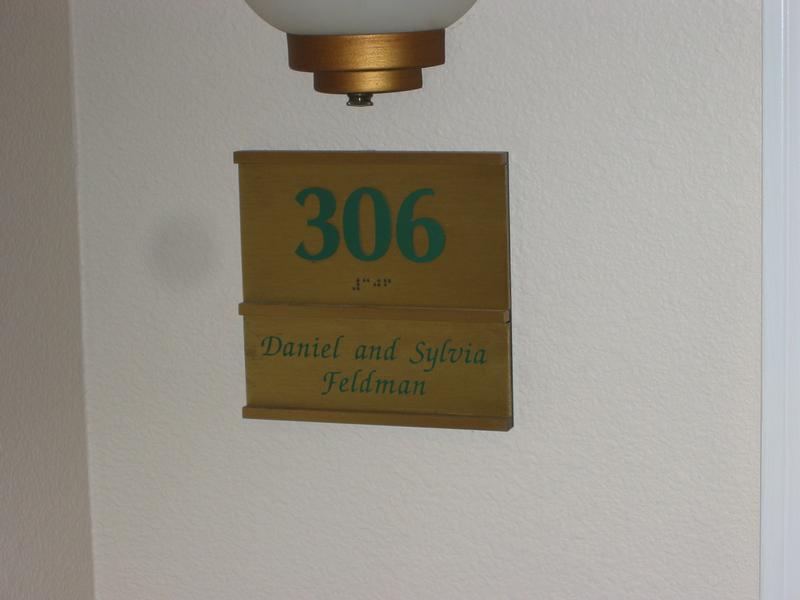 306
⠼⠉⠚⠋
Daniel and Sylvia
Feldman